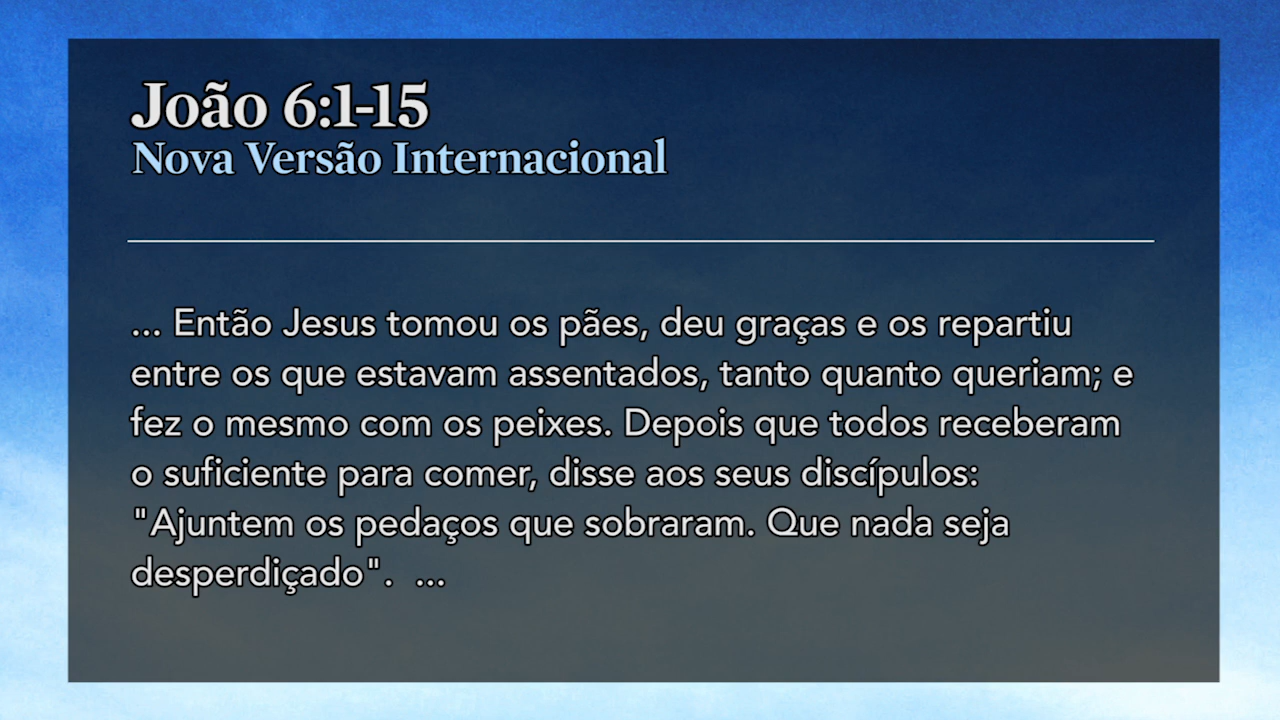 João 6:1-15
Nova Versão Internacional
... Então Jesus tomou os pães, deu graças e os repartiu
entre os que estavam assentados, tanto quanto queriam; e
fez o mesmo com os peixes. Depois que todos receberam
o suficiente para comer, disse aos seus discípulos:
"Ajuntem os pedaços que sobraram. Que nada seja
desperdiçado".  ...